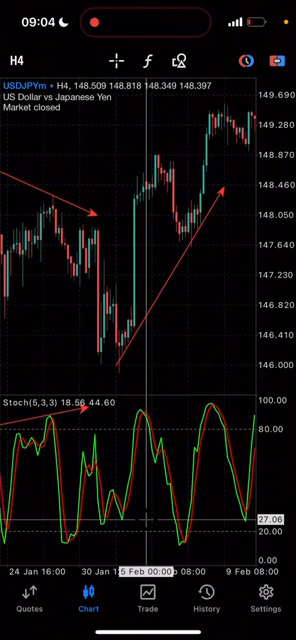 09:04
H4
USDJPYm H4, 148.509 148.818 148.349 148.397
US Dollar vs Japanese Yen
Market closed
149.690
149.280
148.870
148.460
148.050
147.640
147.230
146.820
146.410
146.000
Stoch(5,3,3) 18.56 44.60
100.00
80.00
27.06
20.00
0.00
24 Jan 16:00
30 Jan
5 Feb 00:00
08:00
9 Feb 08:00
Quotes
Chart
Trade
History
Settings